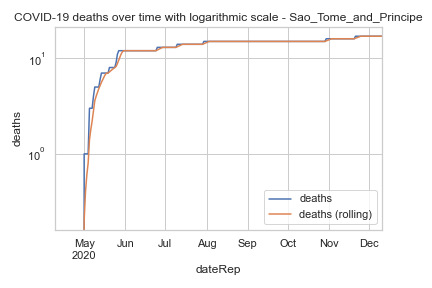 COVID-19 deaths over time with logarithmic scale - Sao_Tome_and_Principe
deaths
10¹
10⁰
deaths
deaths (rolling)
May Jun Jul Aug Sep Oct Nov Dec
2020
dateRep